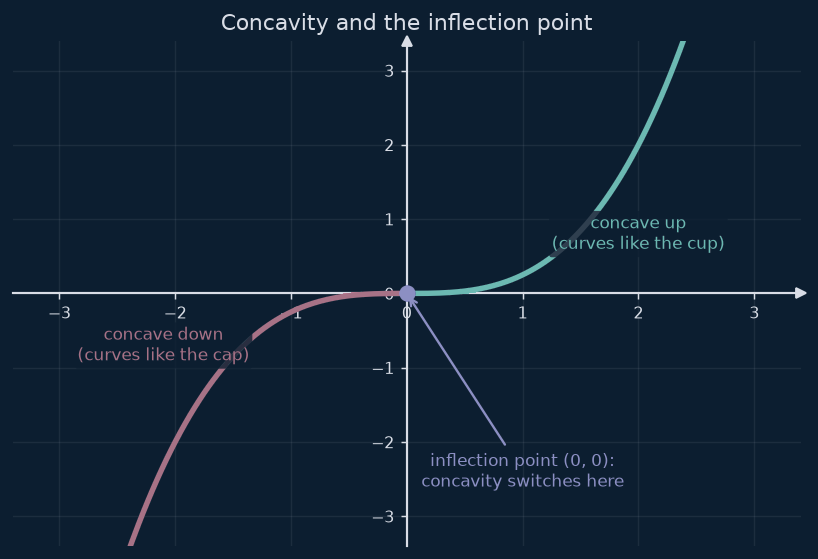 Concavity and the inflection point
3
2
1
concave up
(curves like the cup)
0
−3
−2
−1
0
1
2
3
concave down
(curves like the cap)
−1
−2
inflection point (0, 0):
concavity switches here
−3